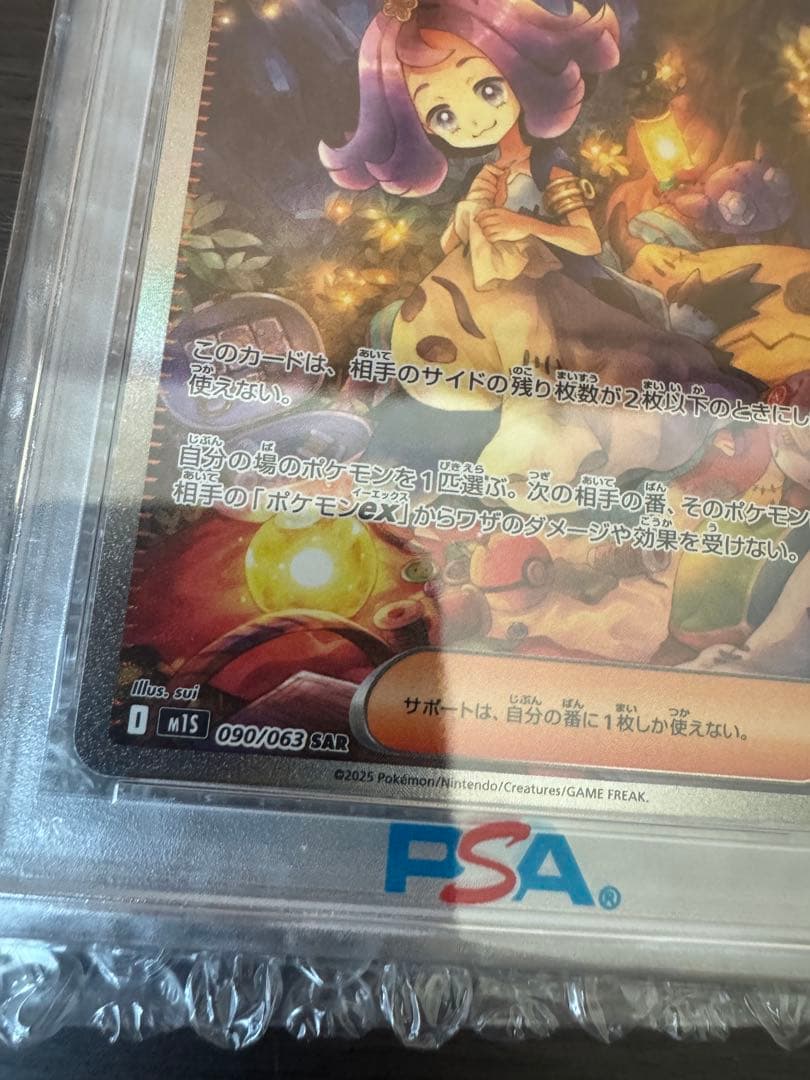 このカードは、相手のサイドの残り枚数が2枚以下のときにし
使えない。
自分の場のポケモンを1匹選ぶ。次の相手の番、そのポケモン
相手の「ポケモンex」からワザのダメージや効果を受けない。
Illus. sui
サポートは、自分の番に1枚しか使えない。
I M1S 090/063 SAR
©2025 Pokémon/Nintendo/Creatures/GAME FREAK.
PSA®